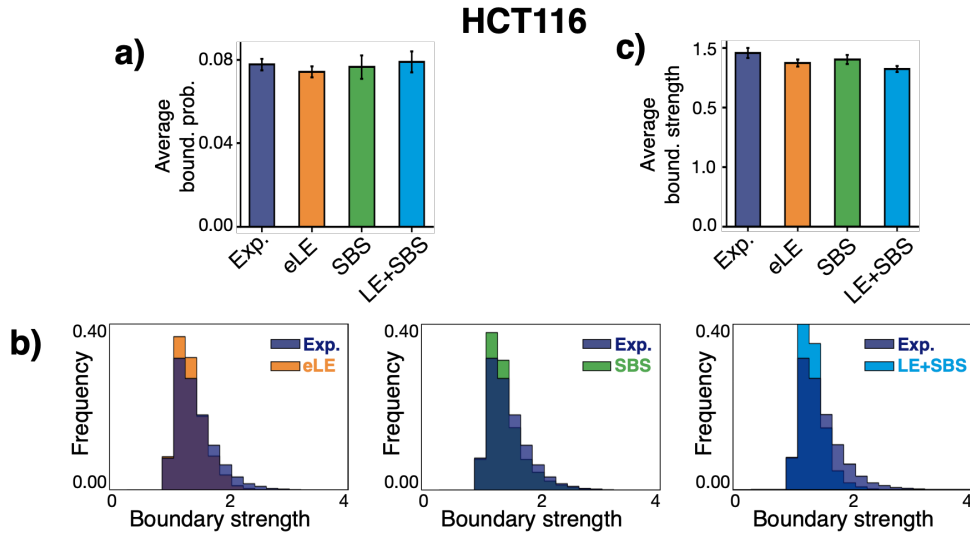 HCT116
a)
Average
bound. prob.
0.08
0.04
0.00
Exp.
eLE
SBS
LE+SBS
c)
Average
bound. strength
1.5
0.5
1.0
0.0
Exp.
eLE
SBS
LE+SBS
b)
Frequency
0.40
0.00
Exp.
eLE
0
2
4
Boundary strength
Frequency
0.40
0.00
Exp.
SBS
0
2
4
Boundary strength
Frequency
0.40
0.00
Exp.
LE+SBS
0
2
4
Boundary strength